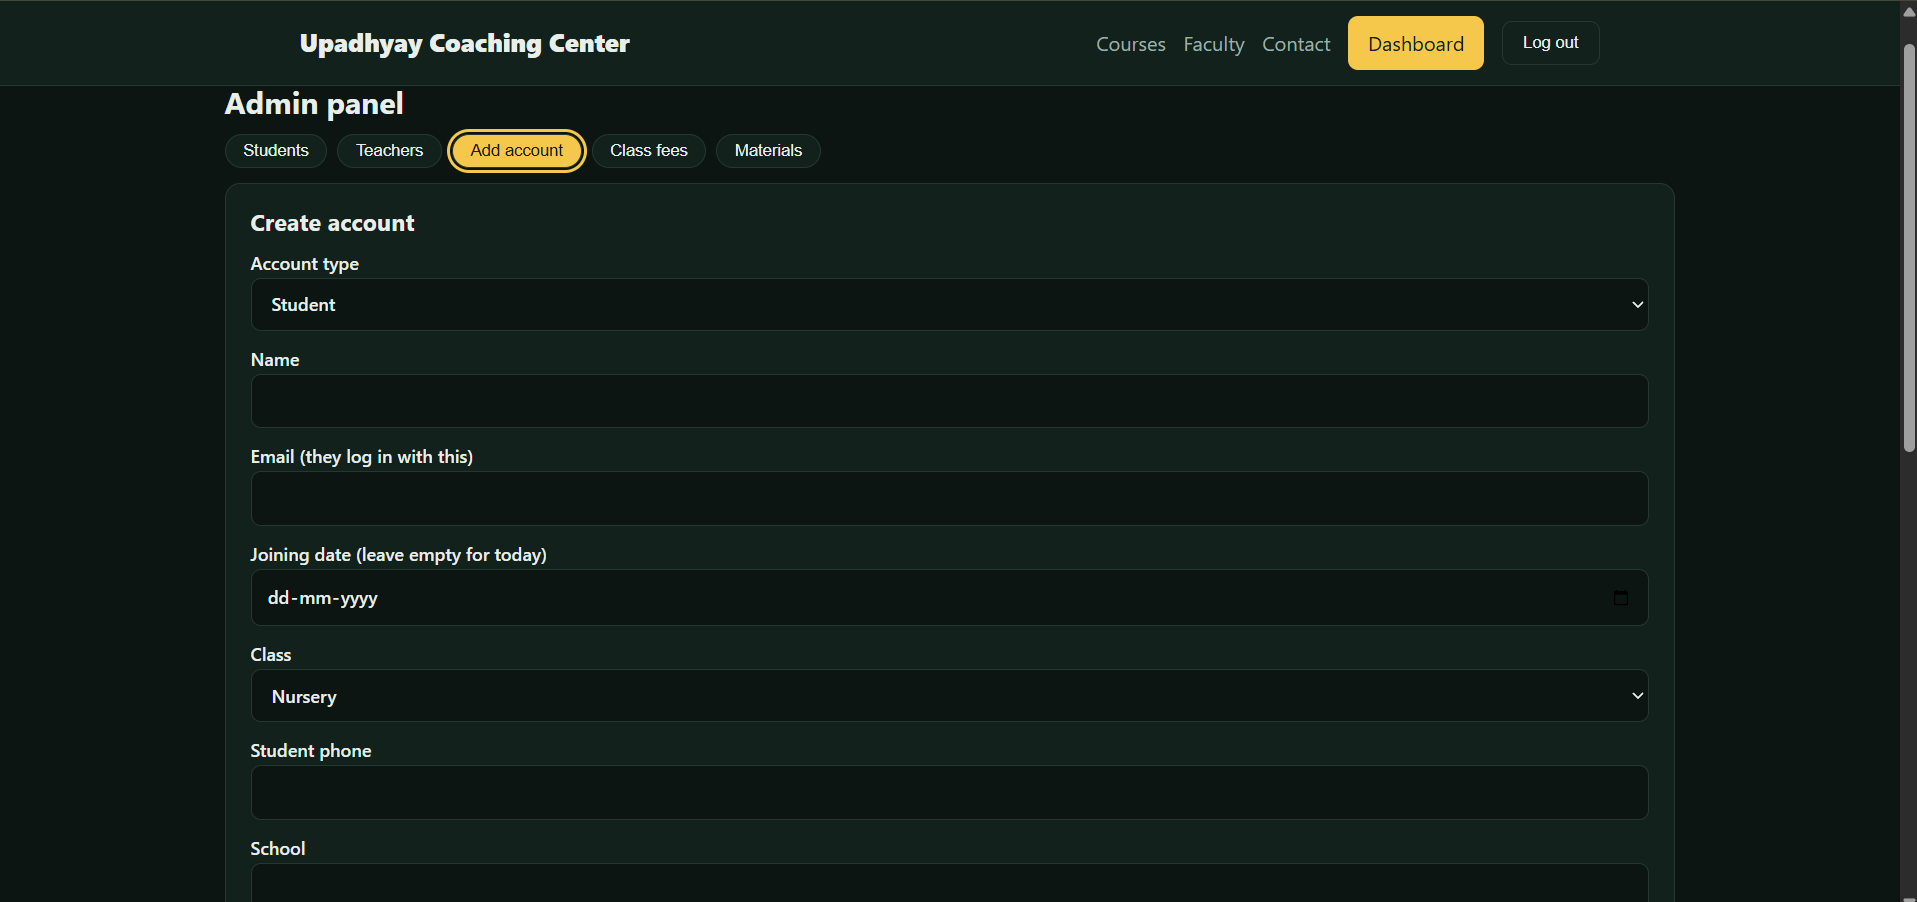 Upadhyay Coaching Center
Courses Faculty Contact Dashboard Log out
Admin panel
Students Teachers Add account Class fees Materials
Create account
Account type
Student
Name
Email (they log in with this)
Joining date (leave empty for today)
dd-mm-yyyy
Class
Nursery
Student phone
School